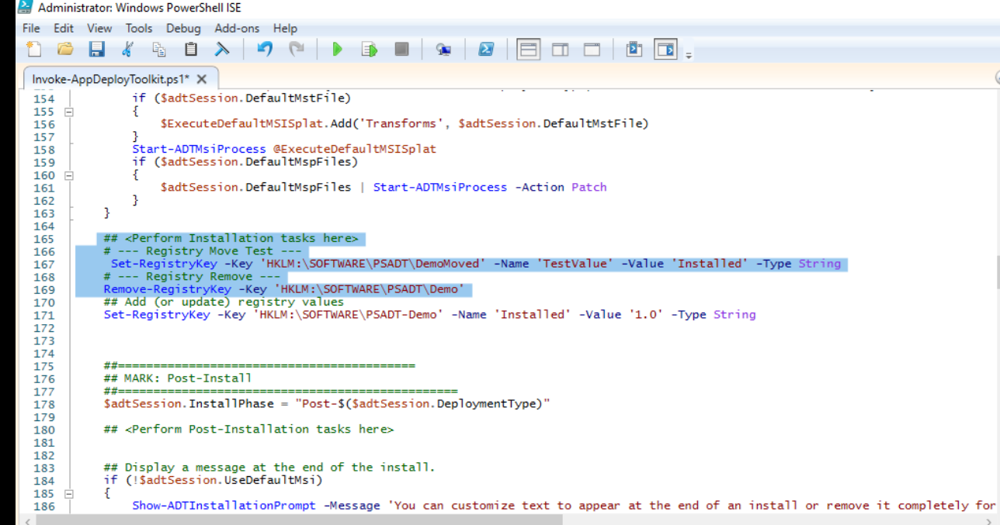 Administrator: Windows PowerShell ISE
File Edit View Tools Debug Add-ons Help
Invoke-AppDeployToolkit.ps1* X
154 if ($adtSession.DefaultMstFile)
155 {
156 $ExecuteDefaultMSISplat.Add('Transforms', $adtSession.DefaultMstFile)
157 }
158 Start-ADTMsiProcess @ExecuteDefaultMSISplat
159 if ($adtSession.DefaultMspFiles)
160 {
161 $adtSession.DefaultMspFiles | Start-ADTMsiProcess -Action Patch
162 }
163 }
164
165 ## <Perform Installation tasks here>
166 # --- Registry Move Test ---
167 Set-RegistryKey -Key 'HKLM:\SOFTWARE\PSADT\DemoMoved' -Name 'TestValue' -Value 'Installed' -Type String
168 # --- Registry Remove ---
169 Remove-RegistryKey -Key 'HKLM:\SOFTWARE\PSADT\Demo'
170 ## Add (or update) registry values
171 Set-RegistryKey -Key 'HKLM:\SOFTWARE\PSADT-Demo' -Name 'Installed' -Value '1.0' -Type String
172
173
174
175 ##==========================================
176 ## MARK: Post-Install
177 ##================================================
178 $adtSession.InstallPhase = "Post-$($adtSession.DeploymentType)"
179
180 ## <Perform Post-Installation tasks here>
181
182
183 ## Display a message at the end of the install.
184 if (!$adtSession.UseDefaultMsi)
185 {
186 Show-ADTInstallationPrompt -Message 'You can customize text to appear at the end of an install or remove it completely for